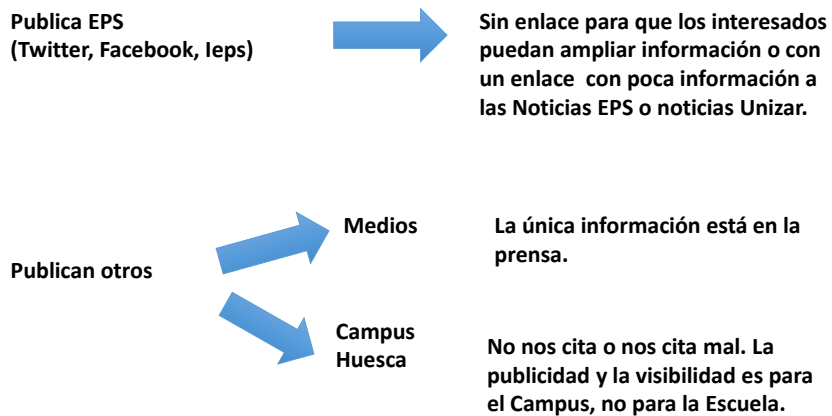 Publica EPS
(Twitter, Facebook, Ieps)
Sin enlace para que los interesados
puedan ampliar información o con
un enlace con poca información a
las Noticias EPS o noticias Unizar.
Publican otros
Medios
La única información está en la
prensa.
Campus
Huesca
No nos cita o nos cita mal. La
publicidad y la visibilidad es para
el Campus, no para la Escuela.